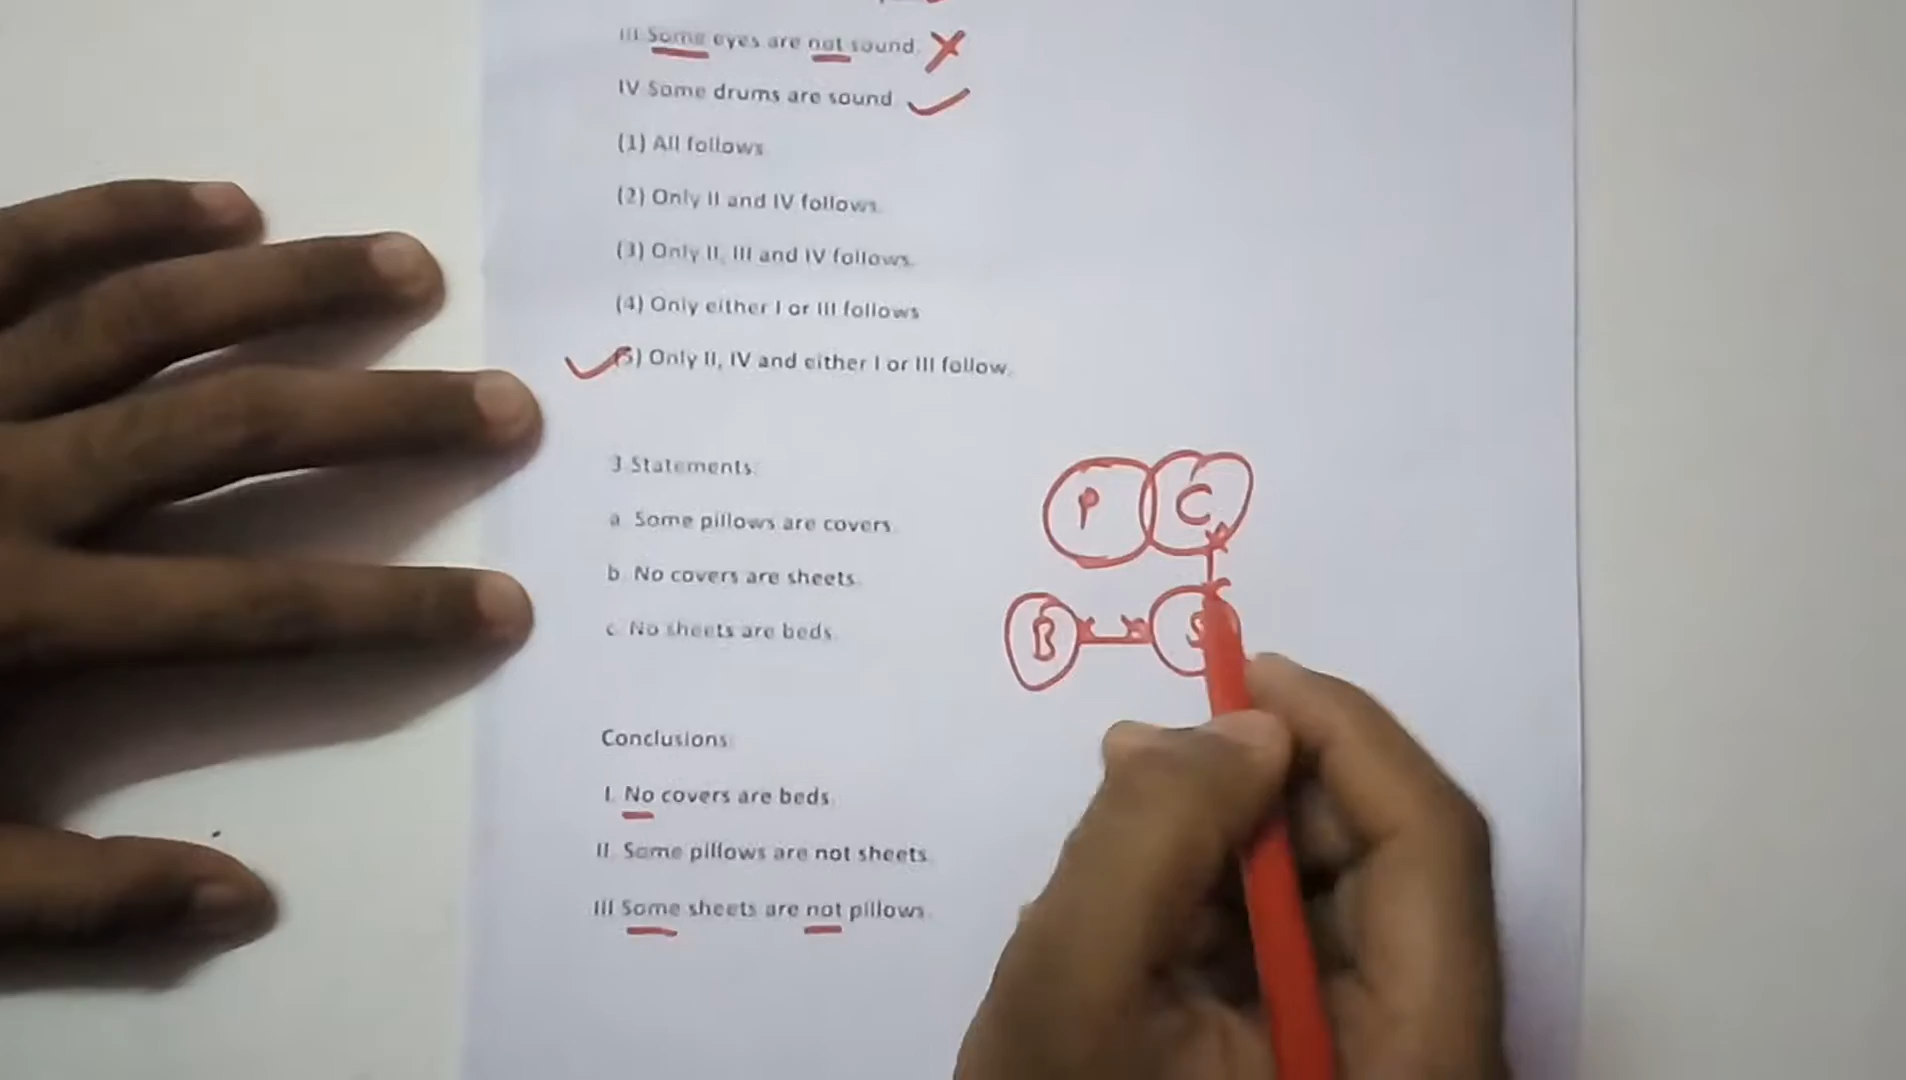 III Some eyes are not sound.
IV Some drums are sound
(1) All follows
(2) Only II and IV follows.
(3) Only II, III and IV follows.
(4) Only either I or III follows
(5) Only II, IV and either I or III follow.
3 Statements:
a. Some pillows are covers.
b. No covers are sheets.
c. No sheets are beds.
P C
B S
Conclusions:
I. No covers are beds.
II. Some pillows are not sheets.
III Some sheets are not pillows.